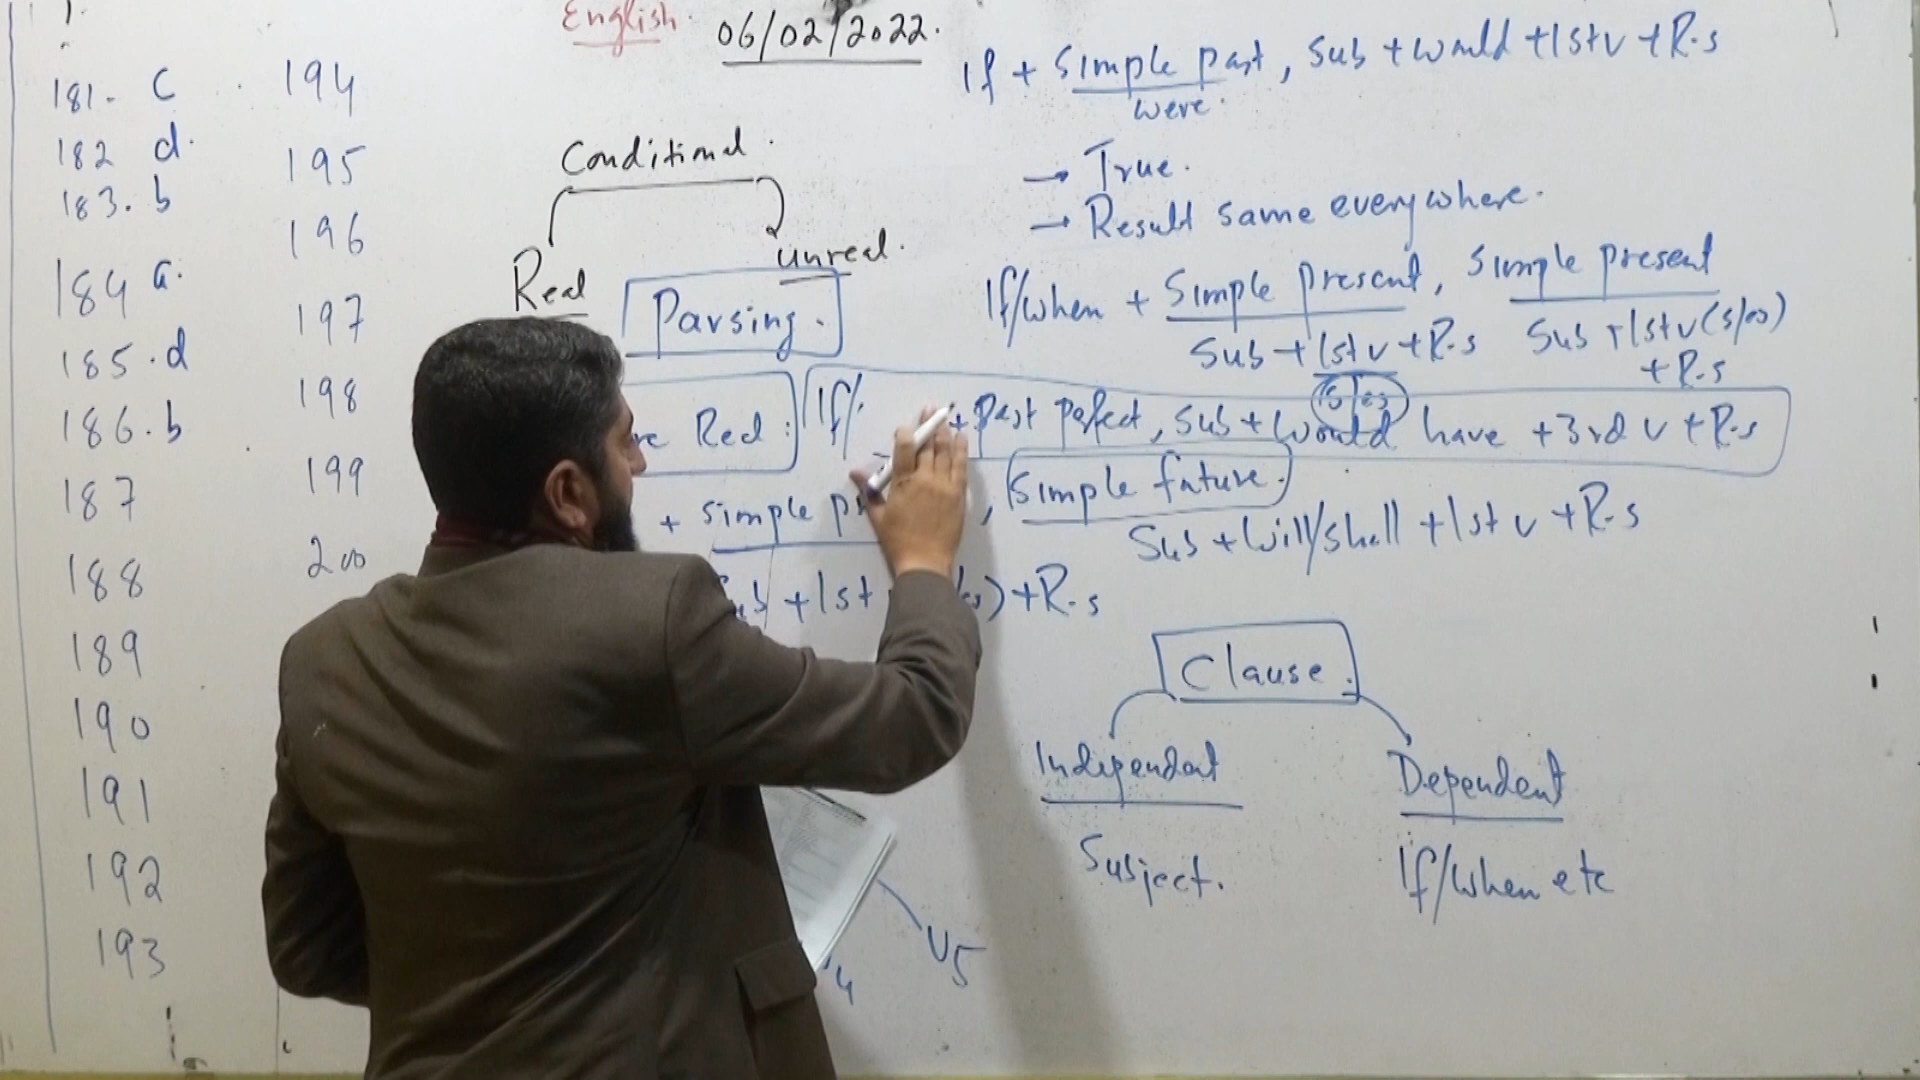 English.
06/02/2022.
181- c
182 d.
183. b
184 a.
185. d
186. b
187
188
189
190
191
192
193
194
195
196
197
198
199
200
Conditional.
Real
unreal.
Parsing.
If + Simple past, Sub + would + 1st v + R.s
were.
→ True.
→ Result same everywhere.
If/when + Simple present, Simple present
Sub + 1st v + R.s
Sub + 1st v (s/es)
+ R.s
s/es
If/ + past perfect, Sub + would have + 3rd v + R.s
+ simple, Simple future.
Sub + will/shall + 1st v + R.s
+ 1st ) + R.s
Clause.
Independent
Dependent
Subject.
If/when etc
4
V5